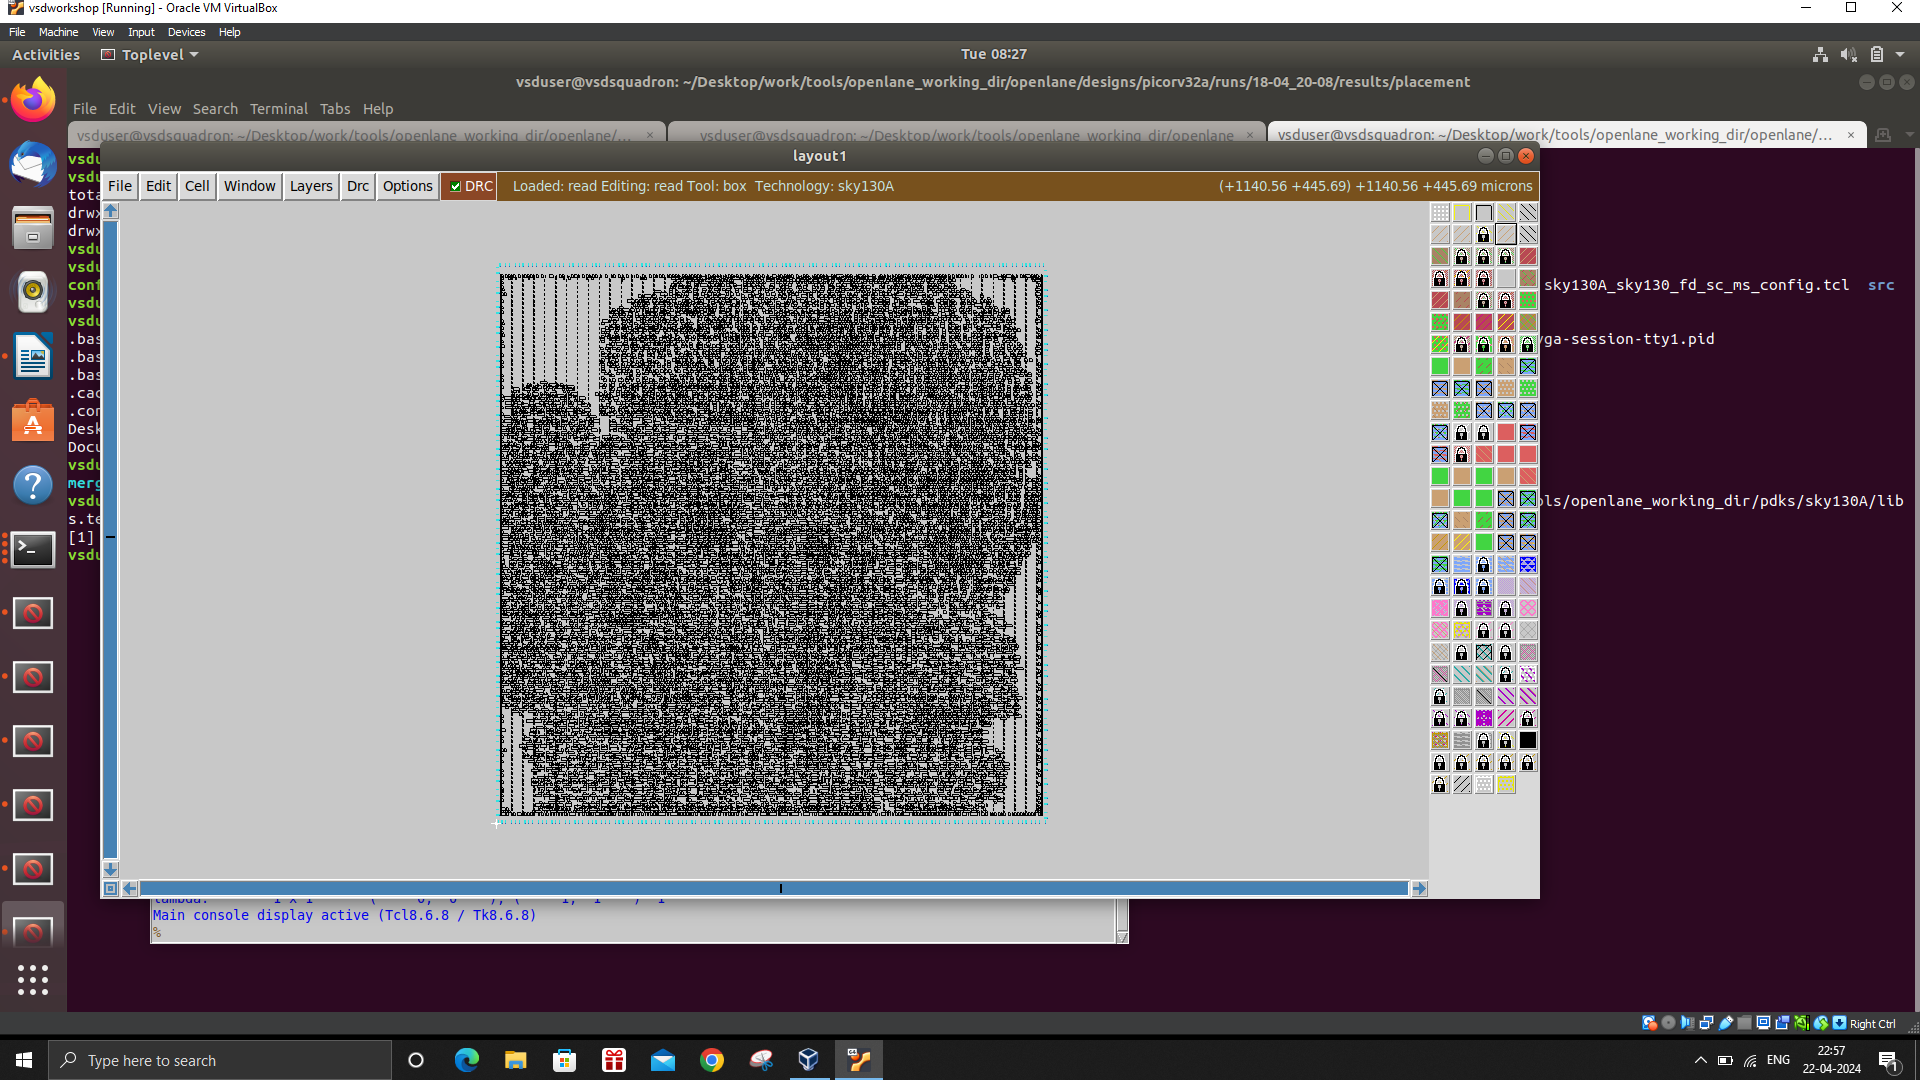 vsdworkshop [Running] - Oracle VM VirtualBox
File Machine View Input Devices Help
Activities Toplevel Tue 08:27
vsduser@vsdsquadron: ~/Desktop/work/tools/openlane_working_dir/openlane/designs/picorv32a/runs/18-04_20-08/results/placement
File Edit View Search Terminal Tabs Help
vsduser@vsdsquadron: ~/Desktop/work/tools/openlane_working_dir/openlane/... × vsduser@vsdsquadron: ~/Desktop/work/tools/openlane_working_dir/openlane × vsduser@vsdsquadron: ~/Desktop/work/tools/openlane_working_dir/openlane/... ×
layout1
File Edit Cell Window Layers Drc Options DRC Loaded: read Editing: read Tool: box Technology: sky130A (+1140.56 +445.69) +1140.56 +445.69 microns
vsdu
vsdu
tota
drwx
drwx
vsdu
vsdu
conf sky130A_sky130_fd_sc_ms_config.tcl src
vsdu
vsdu
.bas ga-session-tty1.pid
.bas
.bas
.cac
.con
Desk
Docu
vsdu
merg
vsdu ls/openlane_working_dir/pdks/sky130A/lib
s.te
[1]
vsdu
Main console display active (Tcl8.6.8 / Tk8.6.8)
%
Right Ctrl
Type here to search
ENG
22:57
22-04-2024
1